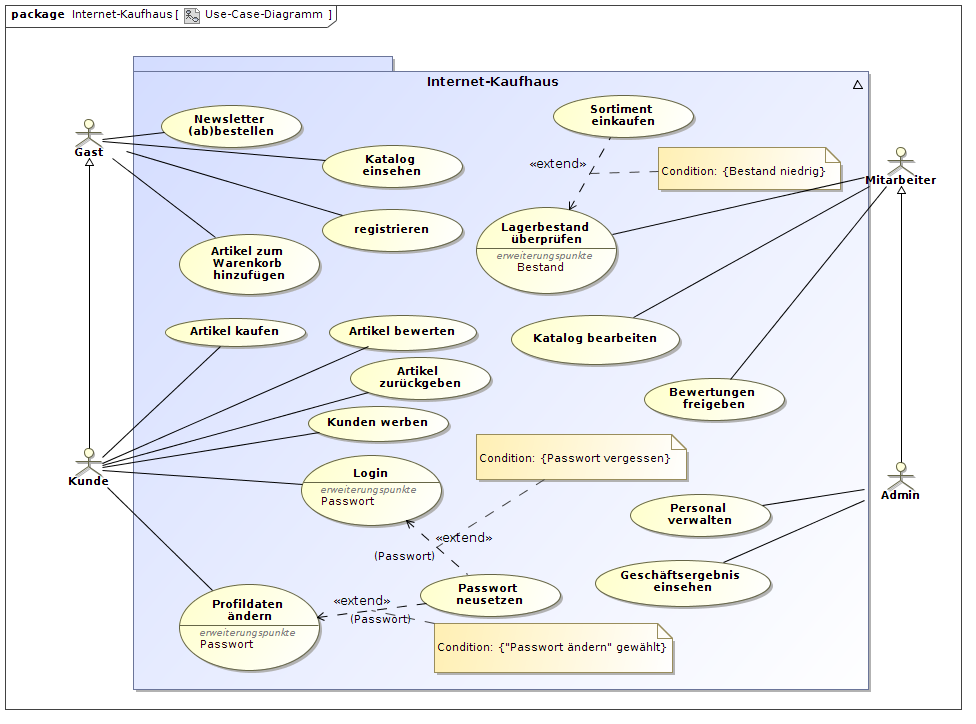 package Internet-Kaufhaus [ Use-Case-Diagramm ]
Internet-Kaufhaus
Newsletter
(ab)bestellen
Sortiment
einkaufen
Gast
Katalog
einsehen
«extend»
Condition: {Bestand niedrig}
Mitarbeiter
registrieren
Lagerbestand
überprüfen
erweiterungspunkte
Bestand
Artikel zum
Warenkorb
hinzufügen
Artikel kaufen
Artikel bewerten
Katalog bearbeiten
Artikel
zurückgeben
Bewertungen
freigeben
Kunden werben
Condition: {Passwort vergessen}
Kunde
Login
erweiterungspunkte
Passwort
Admin
Personal
verwalten
«extend»
(Passwort)
Geschäftsergebnis
einsehen
Passwort
neusetzen
Profildaten
ändern
erweiterungspunkte
Passwort
«extend»
(Passwort)
Condition: {"Passwort ändern" gewählt}